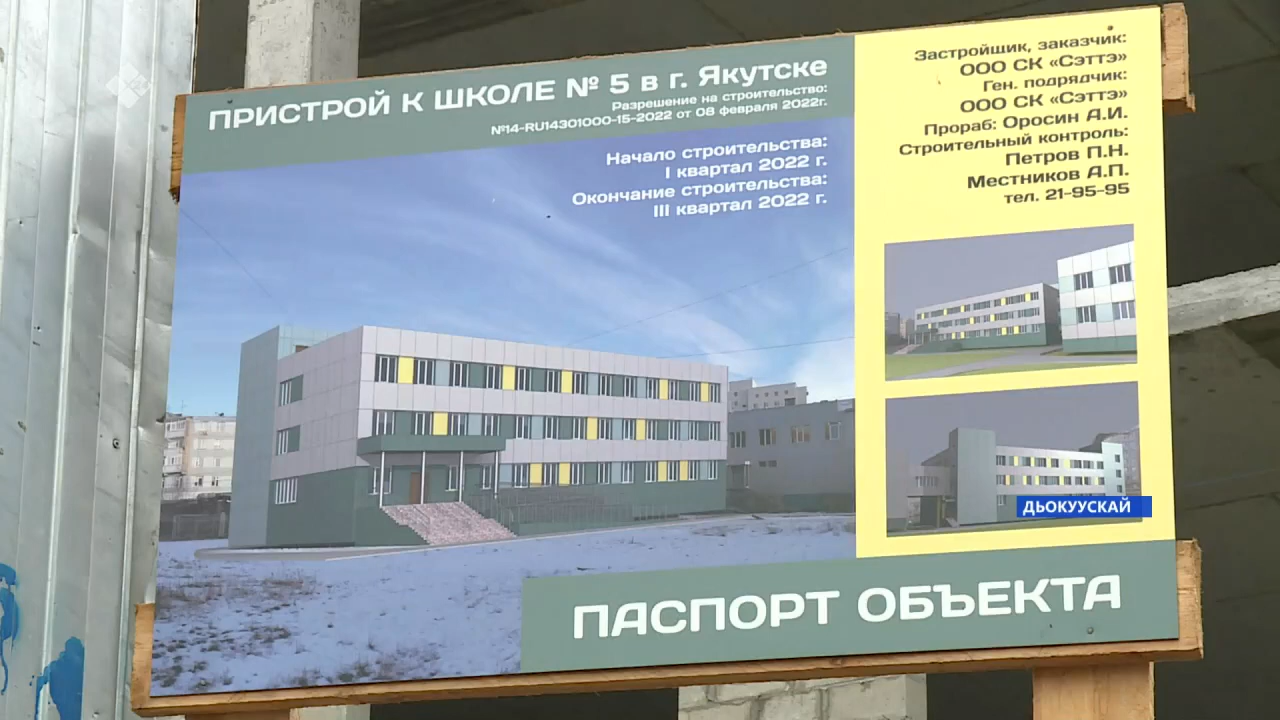 ПРИСТРОЙ К ШКОЛЕ № 5 в г. Якутске
Разрешение на строительство:
№14-RU14301000-15-2022 от 08 февраля 2022г.
Начало строительства:
I квартал 2022 г.
Окончание строительства:
III квартал 2022 г.
Застройщик, заказчик:
ООО СК «Сэттэ»
Ген. подрядчик:
ООО СК «Сэттэ»
Прораб: Оросин А.И.
Строительный контроль:
Петров П.Н.
Местников А.П.
тел. 21-95-95
ДЬОКУУСКАЙ
ПАСПОРТ ОБЪЕКТА